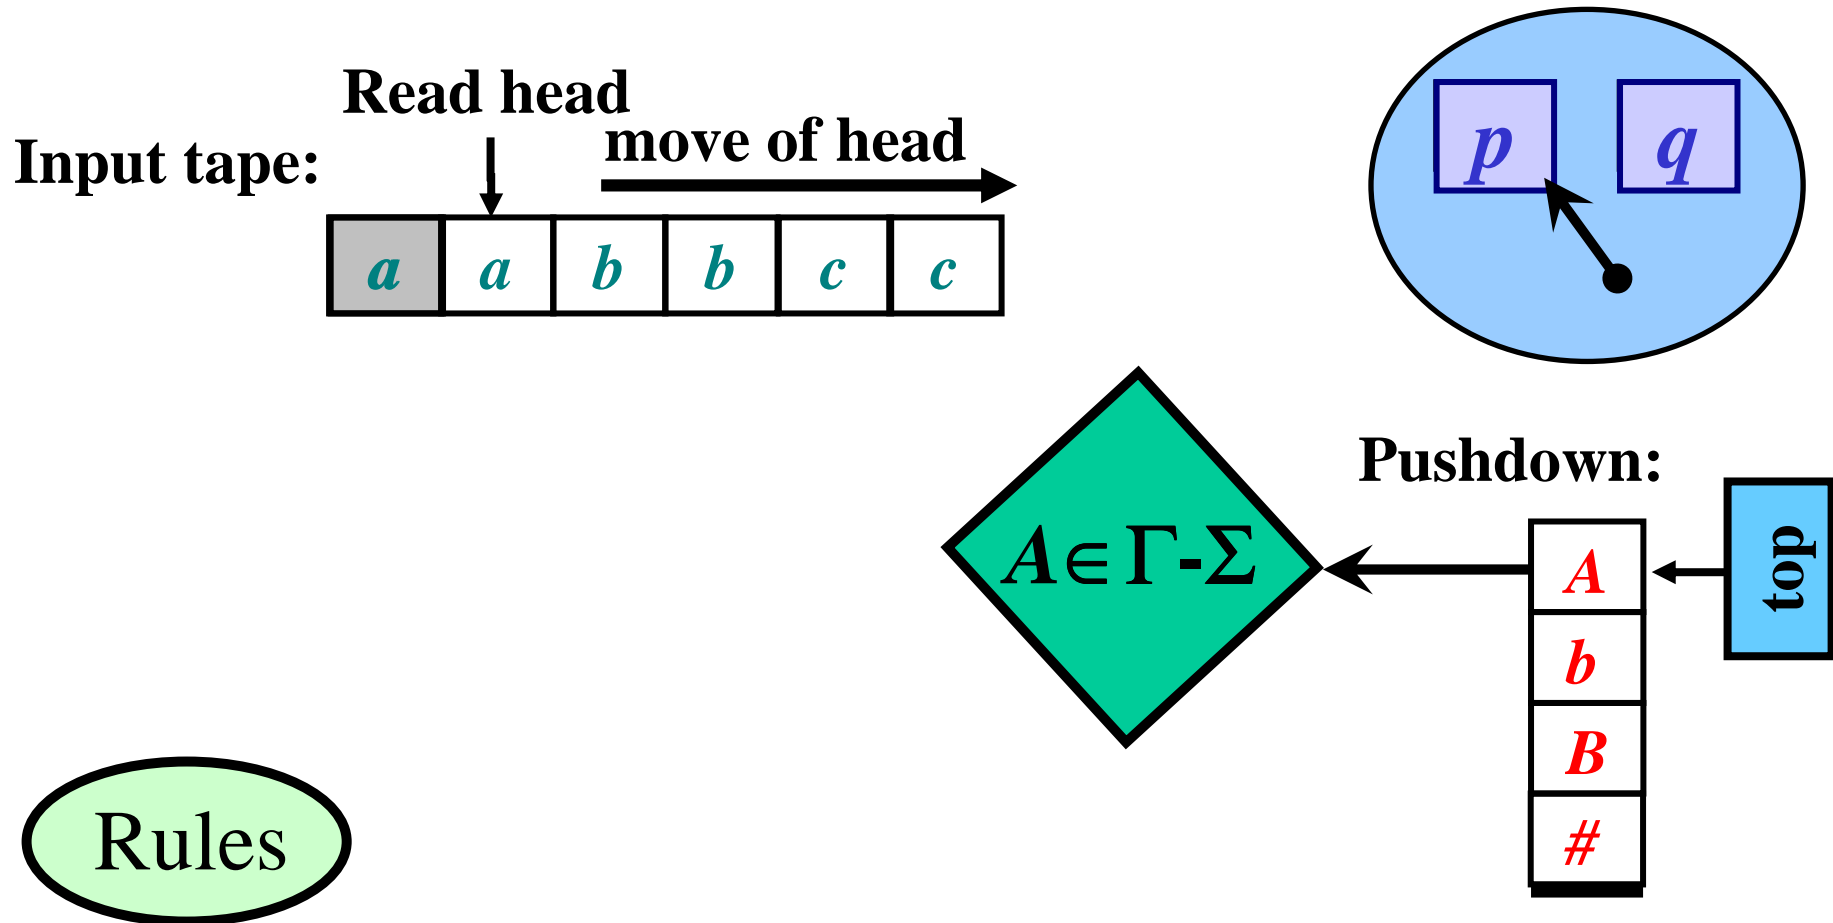 Read head
Input tape:
move of head
a a b b c c
p q
Pushdown:
A∈Γ-Σ
top
A
b
B
#
Rules